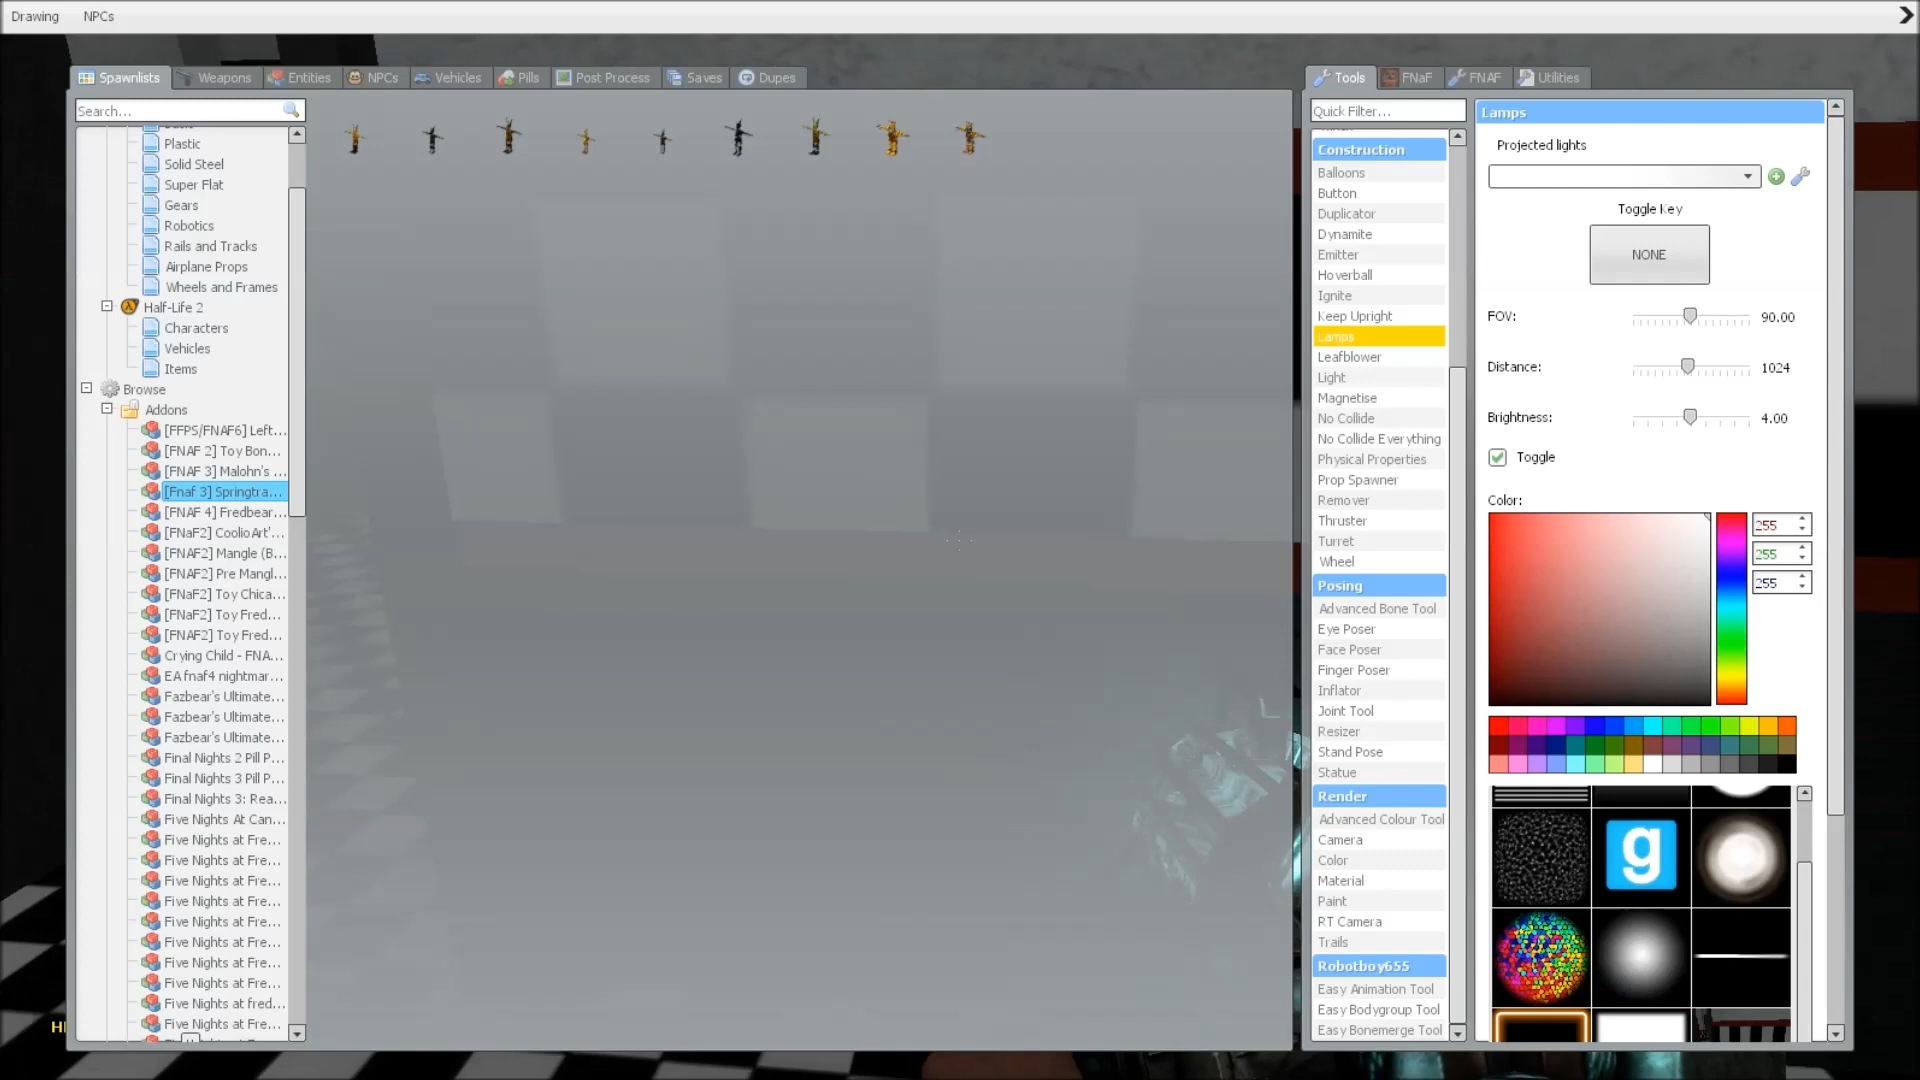 Drawing NPCs
Spawnlists Weapons Entities NPCs Vehicles Pills Post Process Saves Dupes
Search...
Plastic
Solid Steel
Super Flat
Gears
Robotics
Rails and Tracks
Airplane Props
Wheels and Frames
Half-Life 2
Characters
Vehicles
Items
Browse
Addons
[FFPS/FNAF6] Left...
[FNAF 2] Toy Bon...
[FNAF 3] Malohn's ...
[Fnaf 3] Springtra...
[FNAF 4] Fredbear...
[FNaF2] CoolioArt'...
[FNAF2] Mangle (B...
[FNAF2] Pre Mangl...
[FNaF2] Toy Chica...
[FNaF2] Toy Fred...
[FNAF2] Toy Fred...
Crying Child - FNA...
EA fnaf4 nightmar...
Fazbear's Ultimate...
Fazbear's Ultimate...
Fazbear's Ultimate...
Final Nights 2 Pill P...
Final Nights 3 Pill P...
Final Nights 3: Rea...
Five Nights At Can...
Five Nights at Fre...
Five Nights at Fre...
Five Nights at Fre...
Five Nights at Fre...
Five Nights at Fre...
Five Nights at Fre...
Five Nights at Fre...
Five Nights at Fre...
Five Nights at fred...
Five Nights at Fre...
Tools FNaF FNAF Utilities
Quick Filter...
Construction
Balloons
Button
Duplicator
Dynamite
Emitter
Hoverball
Ignite
Keep Upright
Lamps
Leafblower
Light
Magnetise
No Collide
No Collide Everything
Physical Properties
Prop Spawner
Remover
Thruster
Turret
Wheel
Posing
Advanced Bone Tool
Eye Poser
Face Poser
Finger Poser
Inflator
Joint Tool
Resizer
Stand Pose
Statue
Render
Advanced Colour Tool
Camera
Color
Material
Paint
RT Camera
Trails
Robotboy655
Easy Animation Tool
Easy Bodygroup Tool
Easy Bonemerge Tool
Lamps
Projected lights
Toggle Key
NONE
FOV: 90.00
Distance: 1024
Brightness: 4.00
Toggle
Color:
255
255
255
g